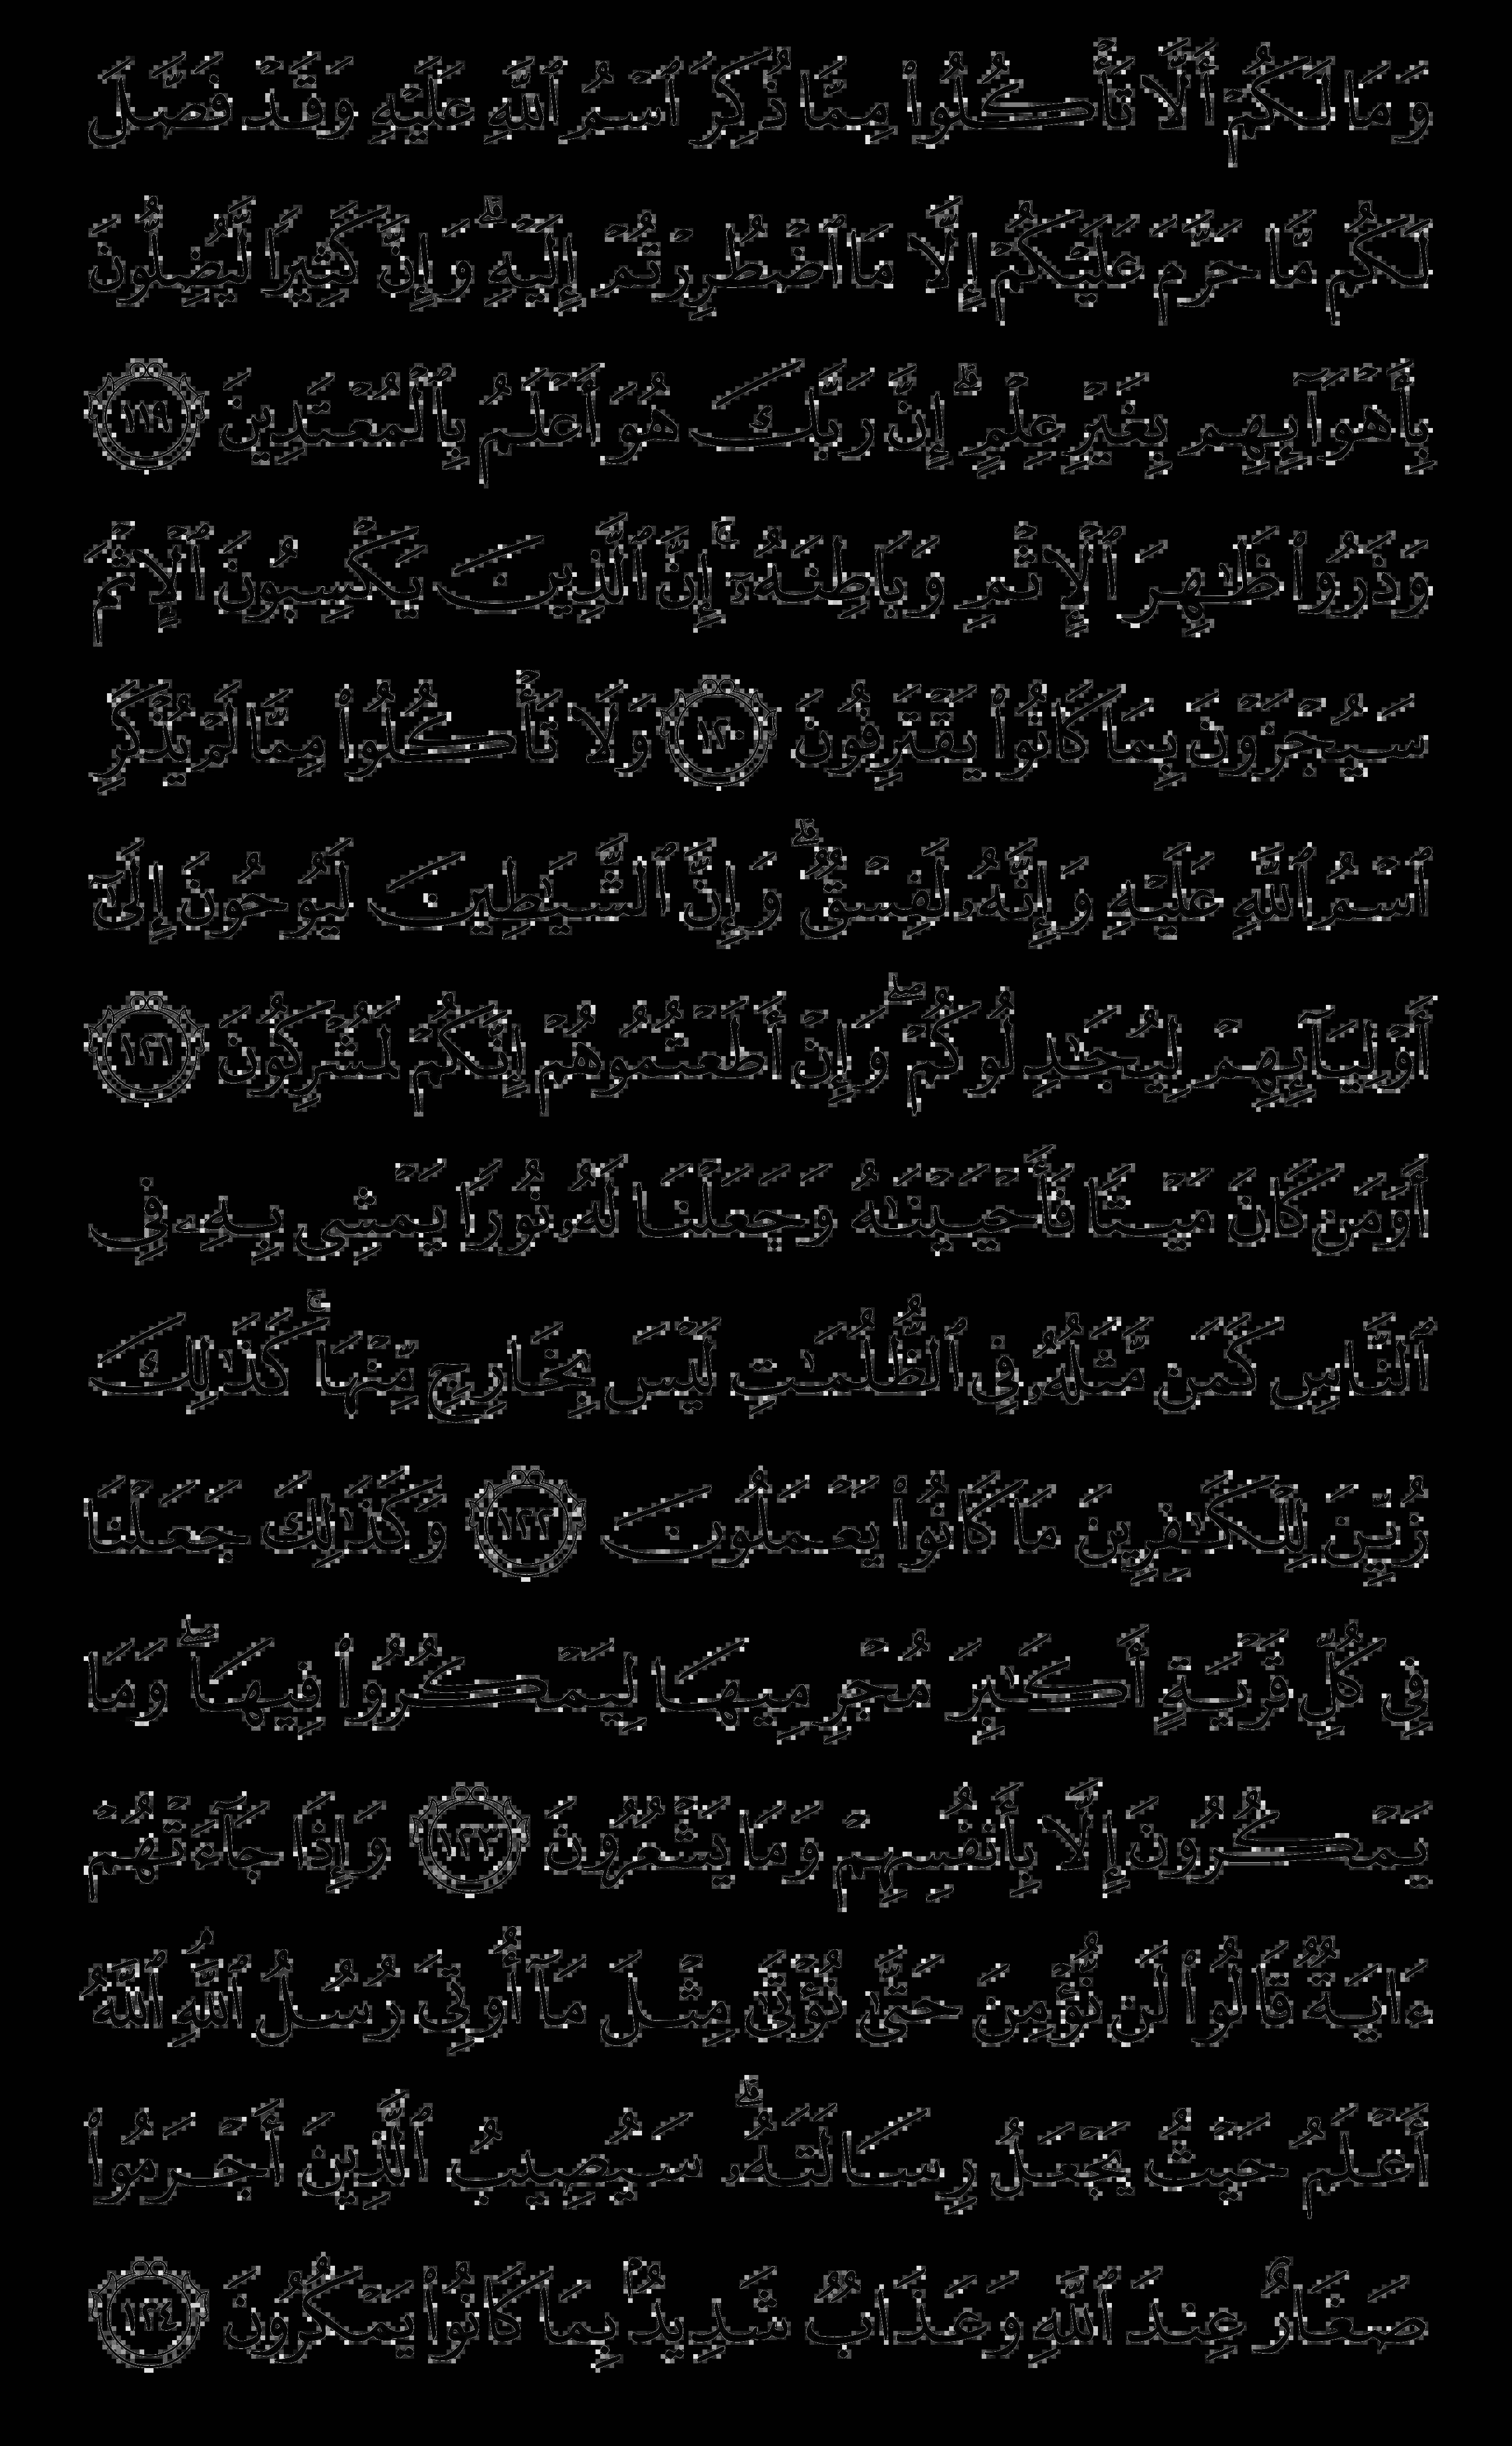 وَمَا لَكُمْ أَلَّا تَأْكُلُوا۟ مِمَّا ذُكِرَ ٱسْمُ ٱللَّهِ عَلَيْهِ وَقَدْ فَصَّلَ
لَكُم مَّا حَرَّمَ عَلَيْكُمْ إِلَّا مَا ٱضْطُرِرْتُمْ إِلَيْهِ ۗ وَإِنَّ كَثِيرًا لَّيُضِلُّونَ
بِأَهْوَآئِهِم بِغَيْرِ عِلْمٍ ۗ إِنَّ رَبَّكَ هُوَ أَعْلَمُ بِٱلْمُعْتَدِينَ ١١٩
وَذَرُوا۟ ظَـٰهِرَ ٱلْإِثْمِ وَبَاطِنَهُۥٓ ۚ إِنَّ ٱلَّذِينَ يَكْسِبُونَ ٱلْإِثْمَ
سَيُجْزَوْنَ بِمَا كَانُوا۟ يَقْتَرِفُونَ ١٢٠ وَلَا تَأْكُلُوا۟ مِمَّا لَمْ يُذْكَرِ
ٱسْمُ ٱللَّهِ عَلَيْهِ وَإِنَّهُۥ لَفِسْقٌ ۗ وَإِنَّ ٱلشَّيَـٰطِينَ لَيُوحُونَ إِلَىٰٓ
أَوْلِيَآئِهِمْ لِيُجَـٰدِلُوكُمْ ۖ وَإِنْ أَطَعْتُمُوهُمْ إِنَّكُمْ لَمُشْرِكُونَ ١٢١
أَوَمَن كَانَ مَيْتًا فَأَحْيَيْنَـٰهُ وَجَعَلْنَا لَهُۥ نُورًا يَمْشِى بِهِۦ فِى
ٱلنَّاسِ كَمَن مَّثَلُهُۥ فِى ٱلظُّلُمَـٰتِ لَيْسَ بِخَارِجٍ مِّنْهَا ۚ كَذَٰلِكَ
زُيِّنَ لِلْكَـٰفِرِينَ مَا كَانُوا۟ يَعْمَلُونَ ١٢٢ وَكَذَٰلِكَ جَعَلْنَا
فِى كُلِّ قَرْيَةٍ أَكَـٰبِرَ مُجْرِمِيهَا لِيَمْكُرُوا۟ فِيهَا ۖ وَمَا
يَمْكُرُونَ إِلَّا بِأَنفُسِهِمْ وَمَا يَشْعُرُونَ ١٢٣ وَإِذَا جَآءَتْهُمْ
ءَايَةٌ قَالُوا۟ لَن نُّؤْمِنَ حَتَّىٰ نُؤْتَىٰ مِثْلَ مَآ أُوتِىَ رُسُلُ ٱللَّهِ ۘ ٱللَّهُ
أَعْلَمُ حَيْثُ يَجْعَلُ رِسَالَتَهُۥ ۗ سَيُصِيبُ ٱلَّذِينَ أَجْرَمُوا۟
صَغَارٌ عِندَ ٱللَّهِ وَعَذَابٌ شَدِيدٌۢ بِمَا كَانُوا۟ يَمْكُرُونَ ١٢٤